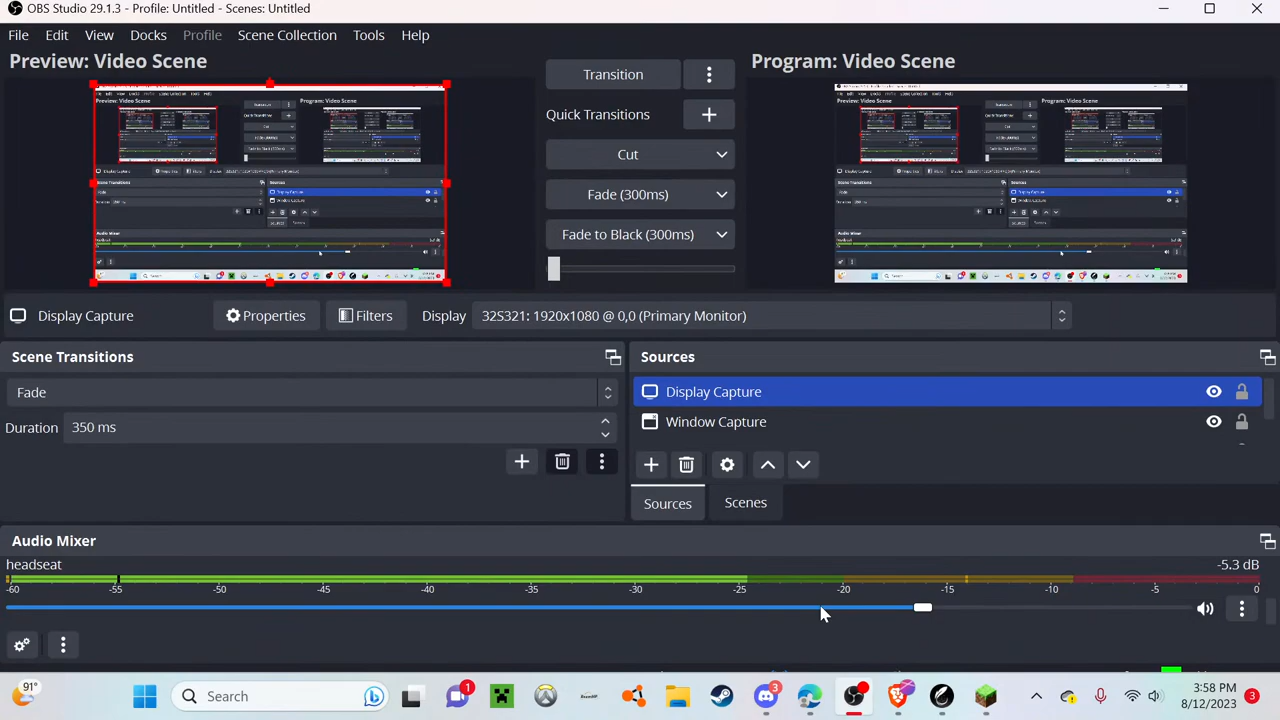 OBS Studio 29.1.3 - Profile: Untitled - Scenes: Untitled
File Edit View Docks Profile Scene Collection Tools Help
Preview: Video Scene
Transition
Program: Video Scene
Quick Transitions
Cut
Fade (300ms)
Fade to Black (300ms)
Display Capture Properties Filters Display 32S321: 1920x1080 @ 0,0 (Primary Monitor)
Scene Transitions
Sources
Fade
Display Capture
Duration 350 ms
Window Capture
Sources Scenes
Audio Mixer
headseat -5.3 dB
-60 -55 -50 -45 -40 -35 -30 -25 -20 -15 -10 -5 0
91° Search 1 3 3:58 PM
8/12/2023 3